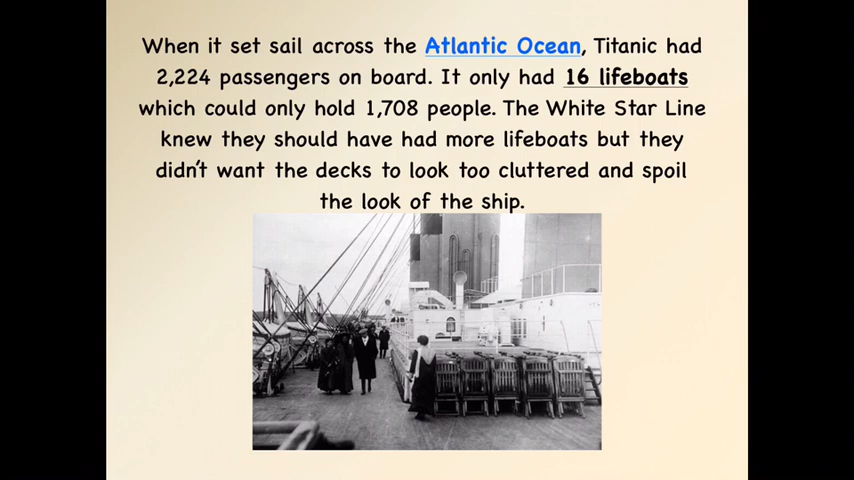 When it set sail across the Atlantic Ocean, Titanic had
2,224 passengers on board. It only had 16 lifeboats
which could only hold 1,708 people. The White Star Line
knew they should have had more lifeboats but they
didn't want the decks to look too cluttered and spoil
the look of the ship.